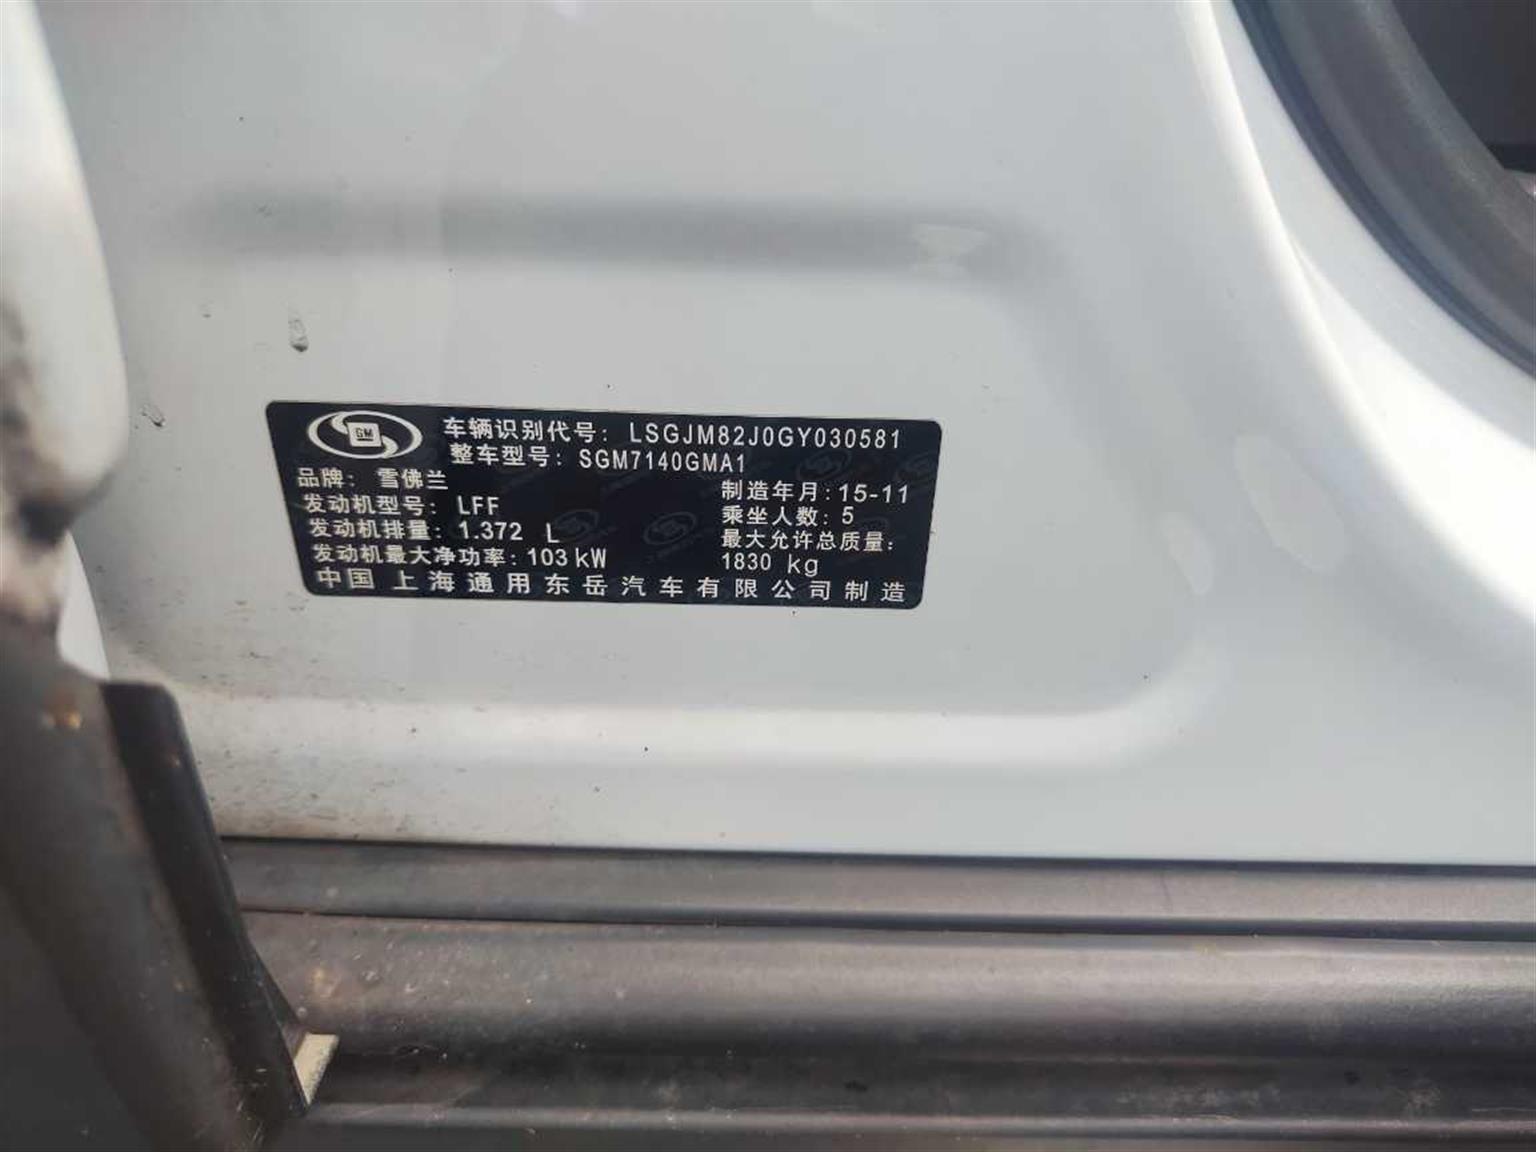 GM
车辆识别代号: LSGJM82J0GY030581
整车型号: SGM7140GMA1
品牌: 雪佛兰
制造年月:15-11
发动机型号: LFF
乘坐人数: 5
发动机排量: 1.372 L
最大允许总质量:
发动机最大净功率: 103 kW
1830 kg
中国 上海通用东岳汽车有限公司制造